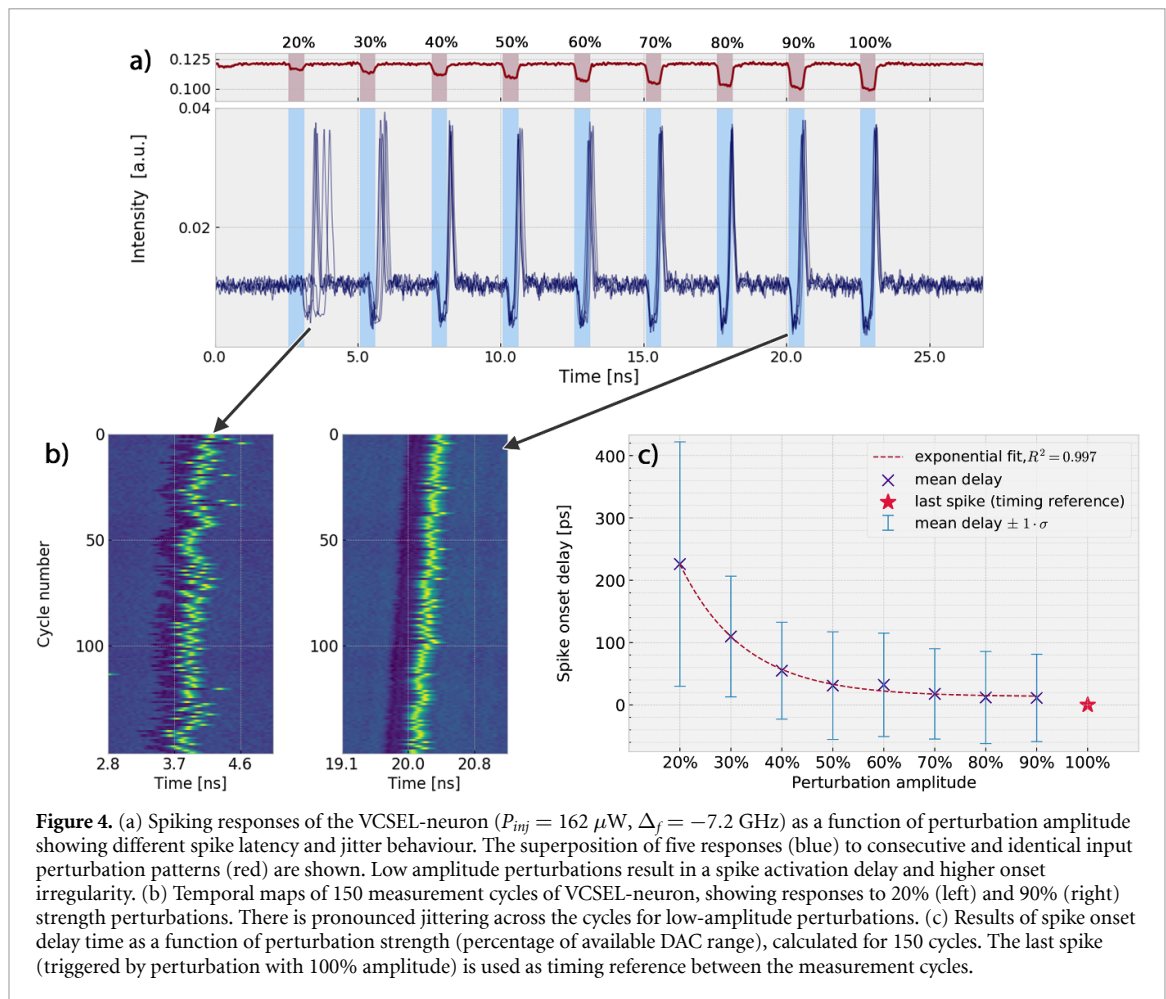 a)
20% 30% 40% 50% 60% 70% 80% 90% 100%
0.125
0.100
0.04
0.02
Intensity [a.u.]
0.0 5.0 10.0 15.0 20.0 25.0
Time [ns]
b)
0
50
100
Cycle number
2.8 3.7 4.6
Time [ns]
0
50
100
19.1 20.0 20.8
Time [ns]
c)
400
300
200
100
0
Spike onset delay [ps]
exponential fit, R² = 0.997
mean delay
last spike (timing reference)
mean delay ± 1 · σ
20% 30% 40% 50% 60% 70% 80% 90% 100%
Perturbation amplitude
Figure 4. (a) Spiking responses of the VCSEL-neuron (P_inj = 162 μW, Δ_f = −7.2 GHz) as a function of perturbation amplitude
showing different spike latency and jitter behaviour. The superposition of five responses (blue) to consecutive and identical input
perturbation patterns (red) are shown. Low amplitude perturbations result in a spike activation delay and higher onset
irregularity. (b) Temporal maps of 150 measurement cycles of VCSEL-neuron, showing responses to 20% (left) and 90% (right)
strength perturbations. There is pronounced jittering across the cycles for low-amplitude perturbations. (c) Results of spike onset
delay time as a function of perturbation strength (percentage of available DAC range), calculated for 150 cycles. The last spike
(triggered by perturbation with 100% amplitude) is used as timing reference between the measurement cycles.